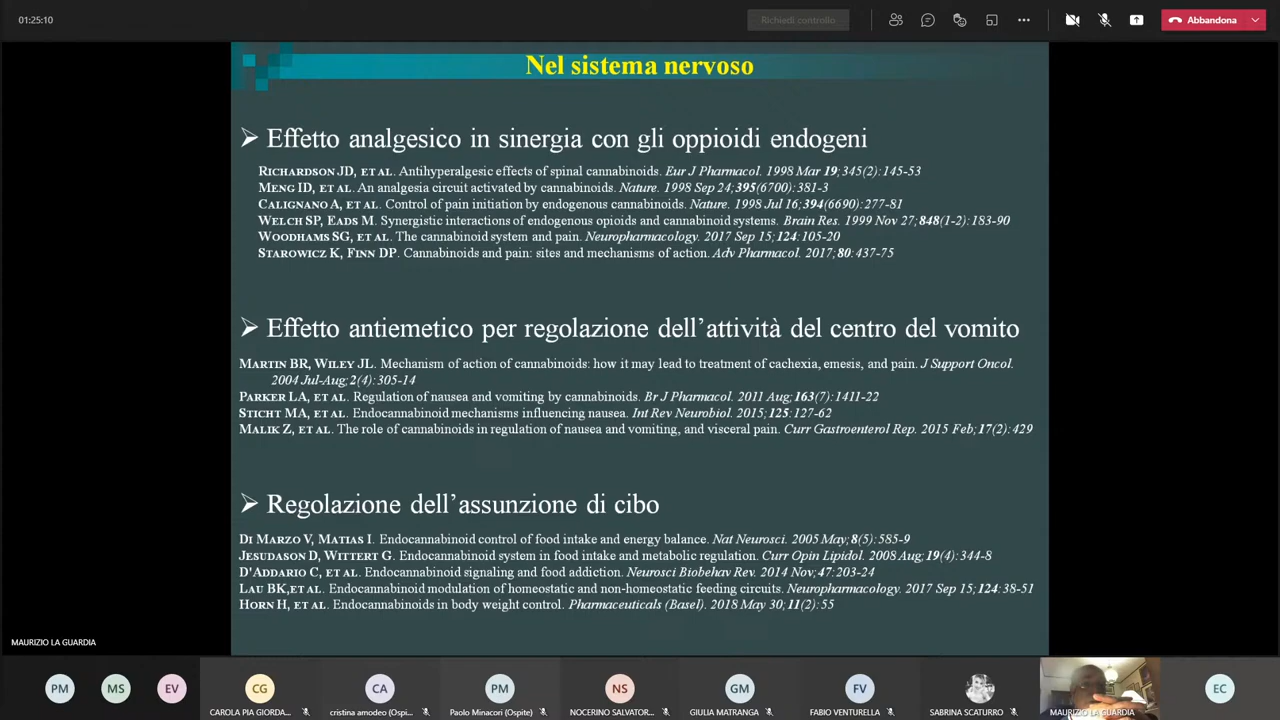 01:25:10
Richiedi controllo
Abbandona
Nel sistema nervoso
➢ Effetto analgesico in sinergia con gli oppioidi endogeni
RICHARDSON JD, ET AL. Antihyperalgesic effects of spinal cannabinoids. Eur J Pharmacol. 1998 Mar 19;345(2):145-53
MENG ID, ET AL. An analgesia circuit activated by cannabinoids. Nature. 1998 Sep 24;395(6700):381-3
CALIGNANO A, ET AL. Control of pain initiation by endogenous cannabinoids. Nature. 1998 Jul 16;394(6690):277-81
WELCH SP, EADS M. Synergistic interactions of endogenous opioids and cannabinoid systems. Brain Res. 1999 Nov 27;848(1-2):183-90
WOODHAMS SG, ET AL. The cannabinoid system and pain. Neuropharmacology. 2017 Sep 15;124:105-20
STAROWICZ K, FINN DP. Cannabinoids and pain: sites and mechanisms of action. Adv Pharmacol. 2017;80:437-75
➢ Effetto antiemetico per regolazione dell'attività del centro del vomito
MARTIN BR, WILEY JL. Mechanism of action of cannabinoids: how it may lead to treatment of cachexia, emesis, and pain. J Support Oncol.
2004 Jul-Aug;2(4):305-14
PARKER LA, ET AL. Regulation of nausea and vomiting by cannabinoids. Br J Pharmacol. 2011 Aug;163(7):1411-22
STICHT MA, ET AL. Endocannabinoid mechanisms influencing nausea. Int Rev Neurobiol. 2015;125:127-62
MALIK Z, ET AL. The role of cannabinoids in regulation of nausea and vomiting, and visceral pain. Curr Gastroenterol Rep. 2015 Feb;17(2):429
➢ Regolazione dell'assunzione di cibo
DI MARZO V, MATIAS I. Endocannabinoid control of food intake and energy balance. Nat Neurosci. 2005 May;8(5):585-9
JESUDASON D, WITTERT G. Endocannabinoid system in food intake and metabolic regulation. Curr Opin Lipidol. 2008 Aug;19(4):344-8
D'ADDARIO C, ET AL. Endocannabinoid signaling and food addiction. Neurosci Biobehav Rev. 2014 Nov;47:203-24
LAU BK,ET AL. Endocannabinoid modulation of homeostatic and non-homeostatic feeding circuits. Neuropharmacology. 2017 Sep 15;124:38-51
HORN H, ET AL. Endocannabinoids in body weight control. Pharmaceuticals (Basel). 2018 May 30;11(2):55
MAURIZIO LA GUARDIA
PM MS EV CG CA PM NS GM FV EC
CAROLA PIA GIORDA... cristina amodeo (Ospi... Paolo Minacori (Ospite) NOCERINO SALVATOR... GIULIA MATRANGA FABIO VENTURELLA SABRINA SCATURRO MAURIZIO LA GUARDIA